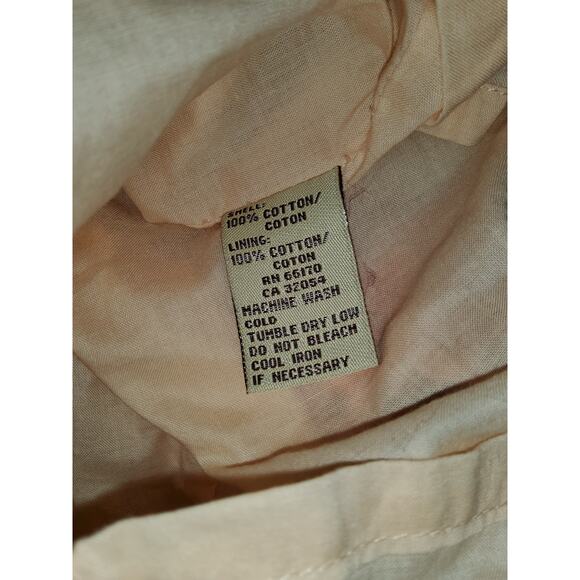 SHELL:
100% COTTON/
COTON
LINING:
100% COTTON/
COTON
RN 66170
CA 32054
MACHINE WASH
COLD
TUMBLE DRY LOW
DO NOT BLEACH
COOL IRON
IF NECESSARY